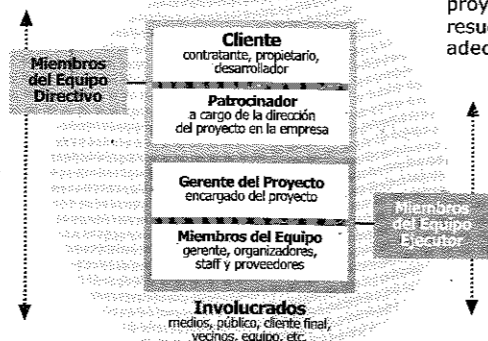 proy
resue
adec
Miembros
del Equipo
Directivo
Cliente
contratante, propietario,
desarrollador
Patrocinador
a cargo de la dirección
del proyecto en la empresa
Gerente del Proyecto
encargado del proyecto
Miembros del Equipo
gerente, organizadores,
staff y proveedores
Miembros
del Equipo
Ejecutor
Involucrados
medios, público, cliente final,
vecinos, equipo, etc.